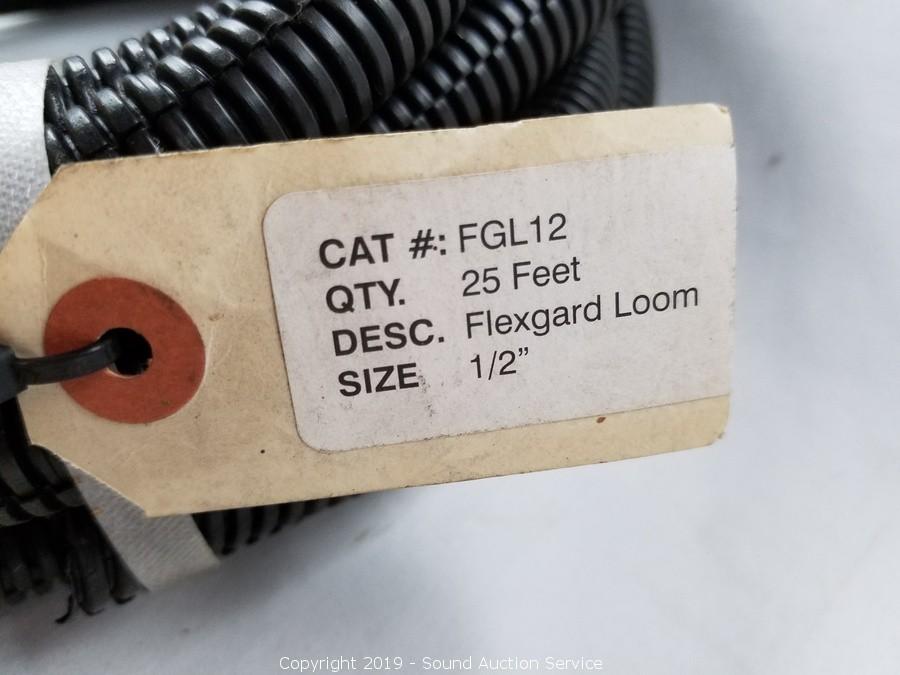 CAT #: FGL12
QTY. 25 Feet
DESC. Flexgard Loom
SIZE 1/2”
Copyright 2019 - Sound Auction Service